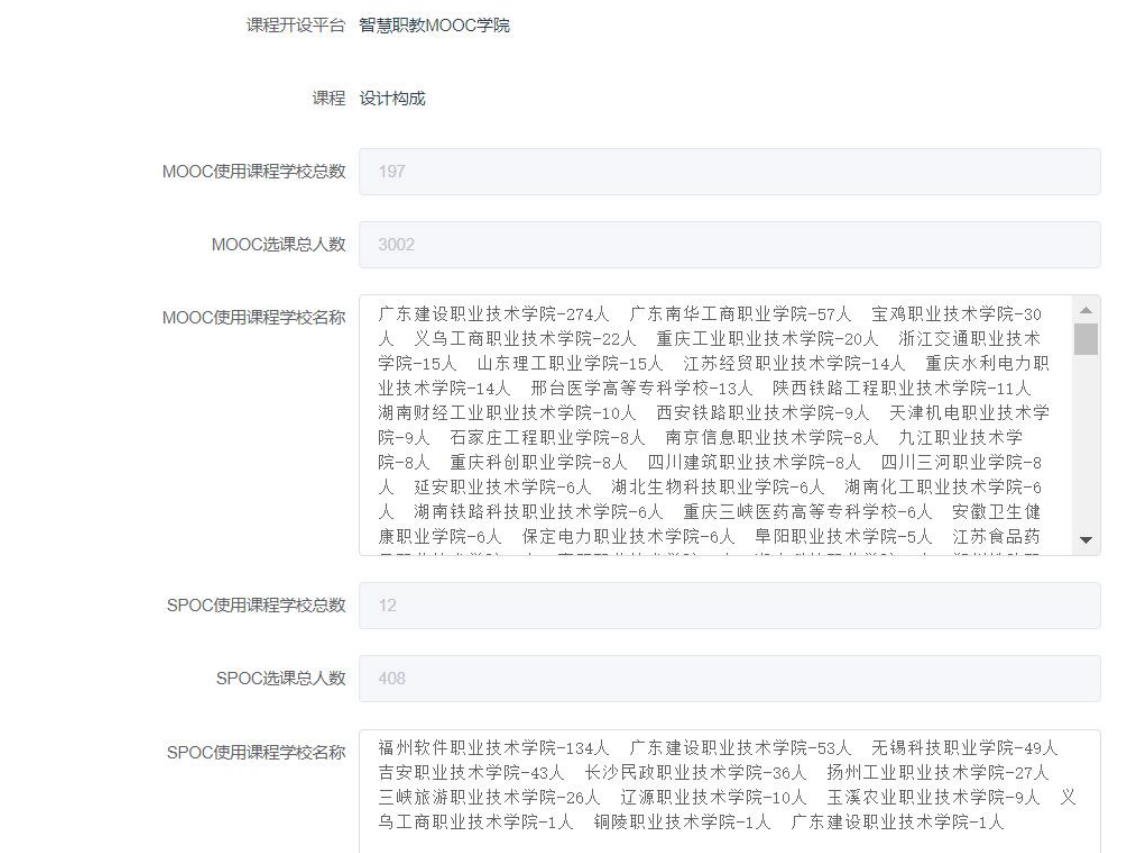 课程开设平台 智慧职教MOOC学院
课程 设计构成
MOOC使用课程学校总数 197
MOOC选课总人数 3002
MOOC使用课程学校名称 广东建设职业技术学院-274人 广东南华工商职业学院-57人 宝鸡职业技术学院-30
人 义乌工商职业技术学院-22人 重庆工业职业技术学院-20人 浙江交通职业技术
学院-15人 山东理工职业学院-15人 江苏经贸职业技术学院-14人 重庆水利电力职
业技术学院-14人 邢台医学高等专科学校-13人 陕西铁路工程职业技术学院-11人
湖南财经工业职业技术学院-10人 西安铁路职业技术学院-9人 天津机电职业技术学
院-9人 石家庄工程职业学院-8人 南京信息职业技术学院-8人 九江职业技术学
院-8人 重庆科创职业学院-8人 四川建筑职业技术学院-8人 四川三河职业学院-8
人 延安职业技术学院-6人 湖北生物科技职业学院-6人 湖南化工职业技术学院-6
人 湖南铁路科技职业技术学院-6人 重庆三峡医药高等专科学校-6人 安徽卫生健
康职业学院-6人 保定电力职业技术学院-6人 阜阳职业技术学院-5人 江苏食品药
SPOC使用课程学校总数 12
SPOC选课总人数 408
SPOC使用课程学校名称 福州软件职业技术学院-134人 广东建设职业技术学院-53人 无锡科技职业学院-49人
吉安职业技术学院-43人 长沙民政职业技术学院-36人 扬州工业职业技术学院-27人
三峡旅游职业技术学院-26人 辽源职业技术学院-10人 玉溪农业职业技术学院-9人 义
乌工商职业技术学院-1人 铜陵职业技术学院-1人 广东建设职业技术学院-1人